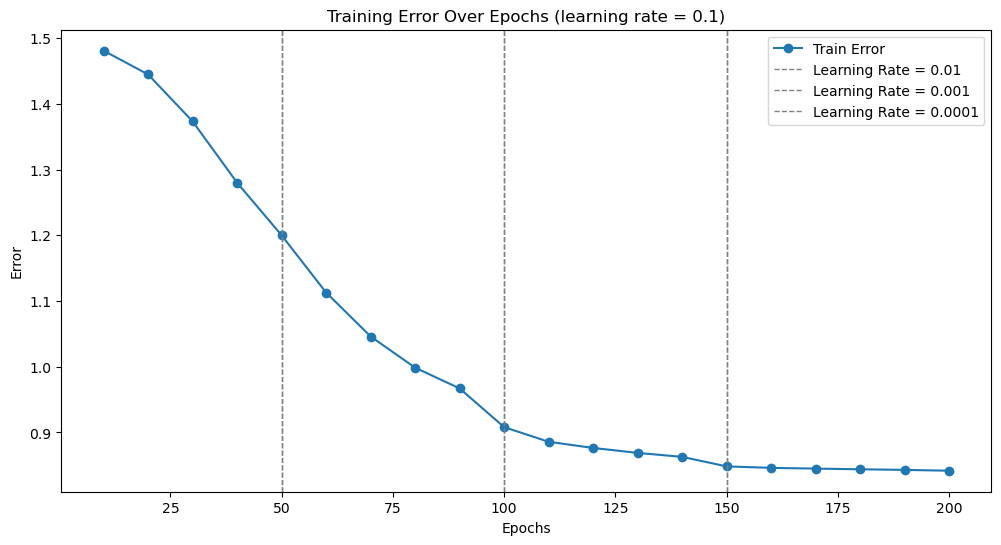 Training Error Over Epochs (learning rate = 0.1)
Train Error
Learning Rate = 0.01
Learning Rate = 0.001
Learning Rate = 0.0001
1.5
1.4
1.3
1.2
1.1
1.0
0.9
Error
25
50
75
100
125
150
175
200
Epochs